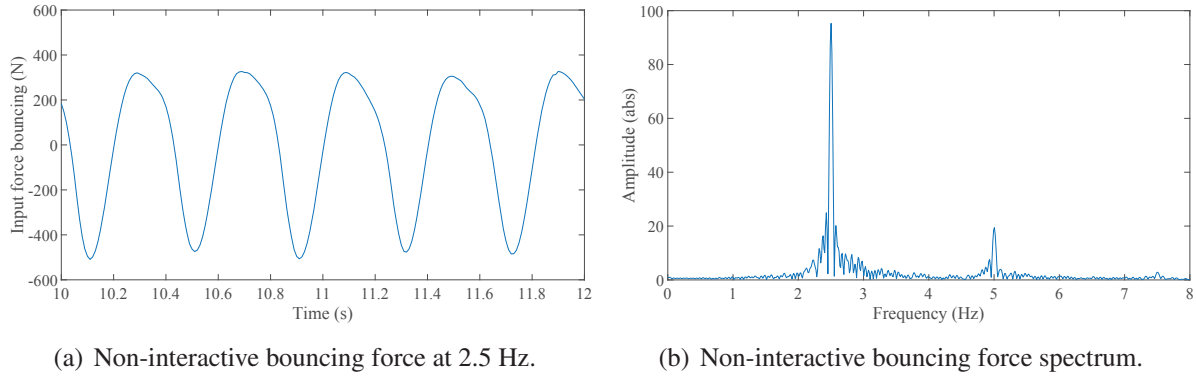 600
400
200
0
-200
-400
-600
Input force bouncing (N)
10 10.2 10.4 10.6 10.8 11 11.2 11.4 11.6 11.8 12
Time (s)
(a) Non-interactive bouncing force at 2.5 Hz.
100
80
60
40
20
0
Amplitude (abs)
0 1 2 3 4 5 6 7 8
Frequency (Hz)
(b) Non-interactive bouncing force spectrum.